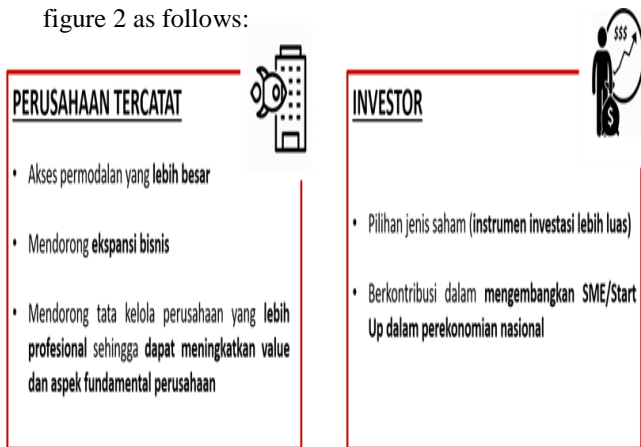 figure 2 as follows:
PERUSAHAAN TERCATAT
• Akses permodalan yang lebih besar
• Mendorong ekspansi bisnis
• Mendorong tata kelola perusahaan yang lebih
profesional sehingga dapat meningkatkan value
dan aspek fundamental perusahaan
$$$
$
INVESTOR
• Pilihan jenis saham (instrumen investasi lebih luas)
• Berkontribusi dalam mengembangkan SME/Start
Up dalam perekonomian nasional